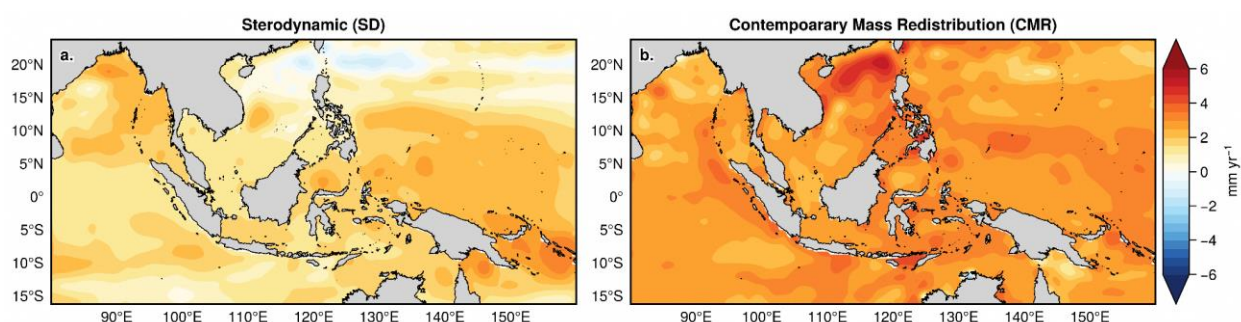 Sterodynamic (SD)
Contempoarary Mass Redistribution (CMR)
a.
b.
20°N
15°N
10°N
5°N
0°
5°S
10°S
15°S
90°E 100°E 110°E 120°E 130°E 140°E 150°E
20°N
15°N
10°N
5°N
0°
5°S
10°S
15°S
90°E 100°E 110°E 120°E 130°E 140°E 150°E
6
4
2
0
−2
−4
−6
mm yr⁻¹